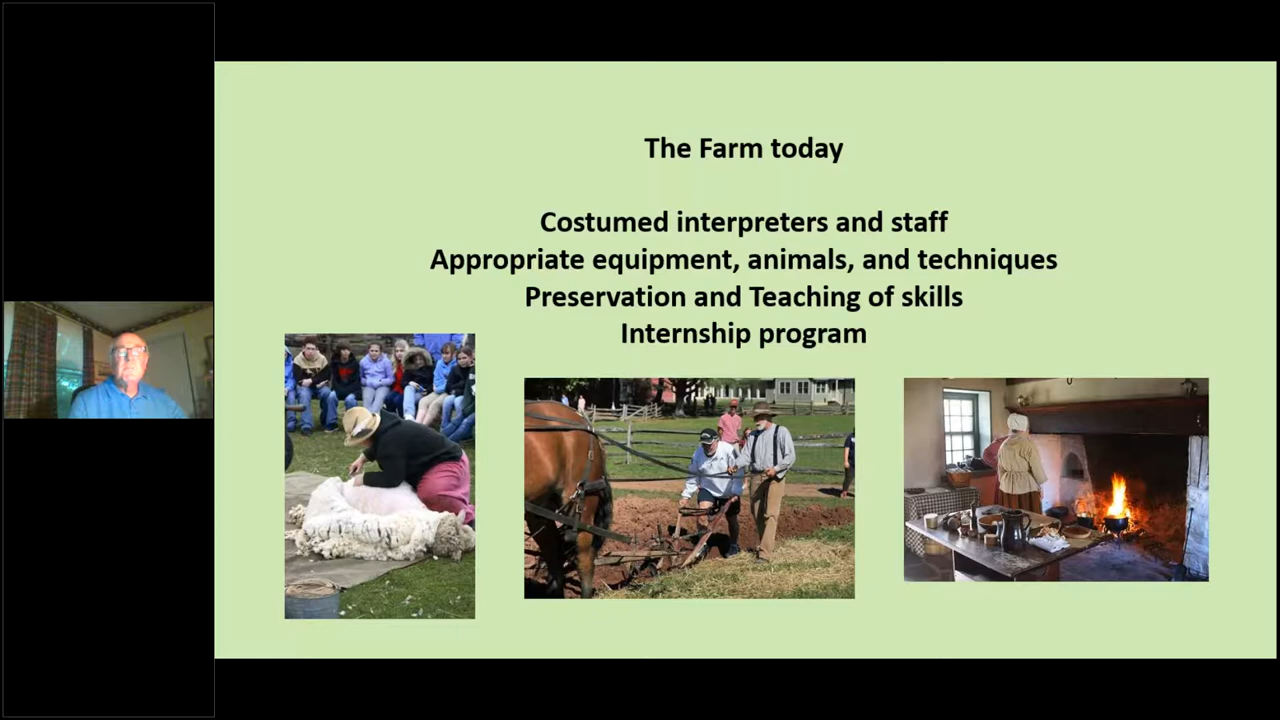 The Farm today
Costumed interpreters and staff
Appropriate equipment, animals, and techniques
Preservation and Teaching of skills
Internship program